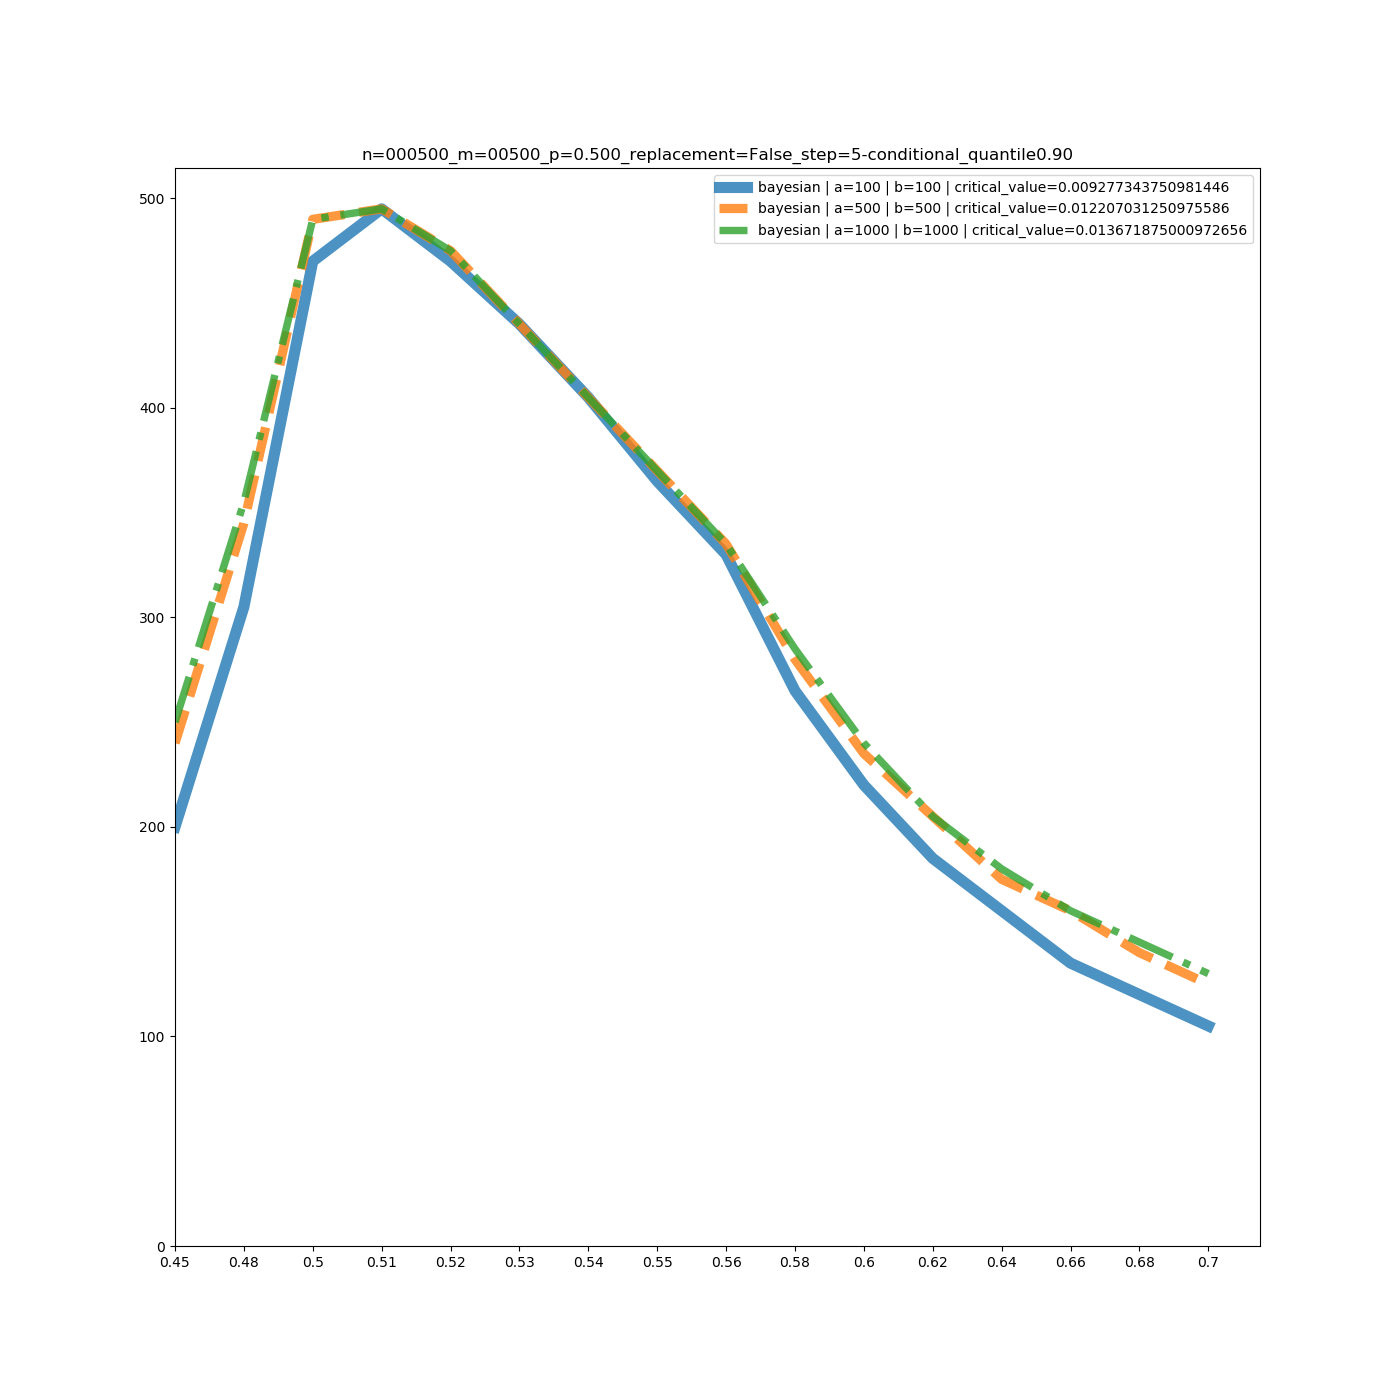 n=000500_m=00500_p=0.500_replacement=False_step=5-conditional_quantile0.90
bayesian | a=100 | b=100 | critical_value=0.009277343750981446
bayesian | a=500 | b=500 | critical_value=0.012207031250975586
bayesian | a=1000 | b=1000 | critical_value=0.013671875000972656
500
400
300
200
100
0
0.45 0.48 0.5 0.51 0.52 0.53 0.54 0.55 0.56 0.58 0.6 0.62 0.64 0.66 0.68 0.7